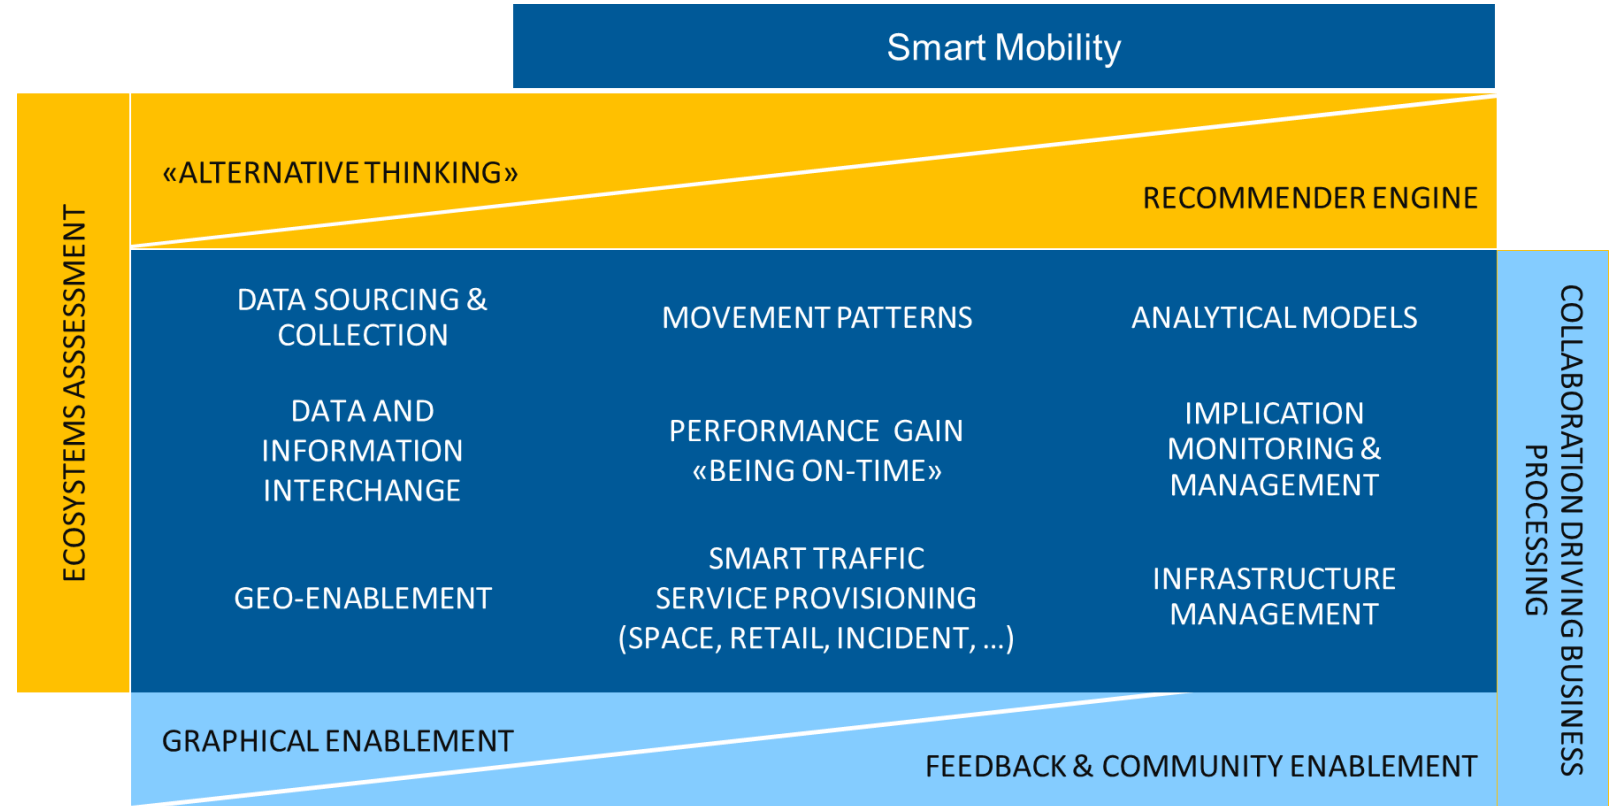 Smart Mobility
«ALTERNATIVE THINKING»
RECOMMENDER ENGINE
ECOSYSTEMS ASSESSMENT
DATA SOURCING &
COLLECTION
MOVEMENT PATTERNS
ANALYTICAL MODELS
DATA AND
INFORMATION
INTERCHANGE
PERFORMANCE GAIN
«BEING ON-TIME»
IMPLICATION
MONITORING &
MANAGEMENT
GEO-ENABLEMENT
SMART TRAFFIC
SERVICE PROVISIONING
(SPACE, RETAIL, INCIDENT, ...)
INFRASTRUCTURE
MANAGEMENT
COLLABORATION DRIVING BUSINESS
PROCESSING
GRAPHICAL ENABLEMENT
FEEDBACK & COMMUNITY ENABLEMENT